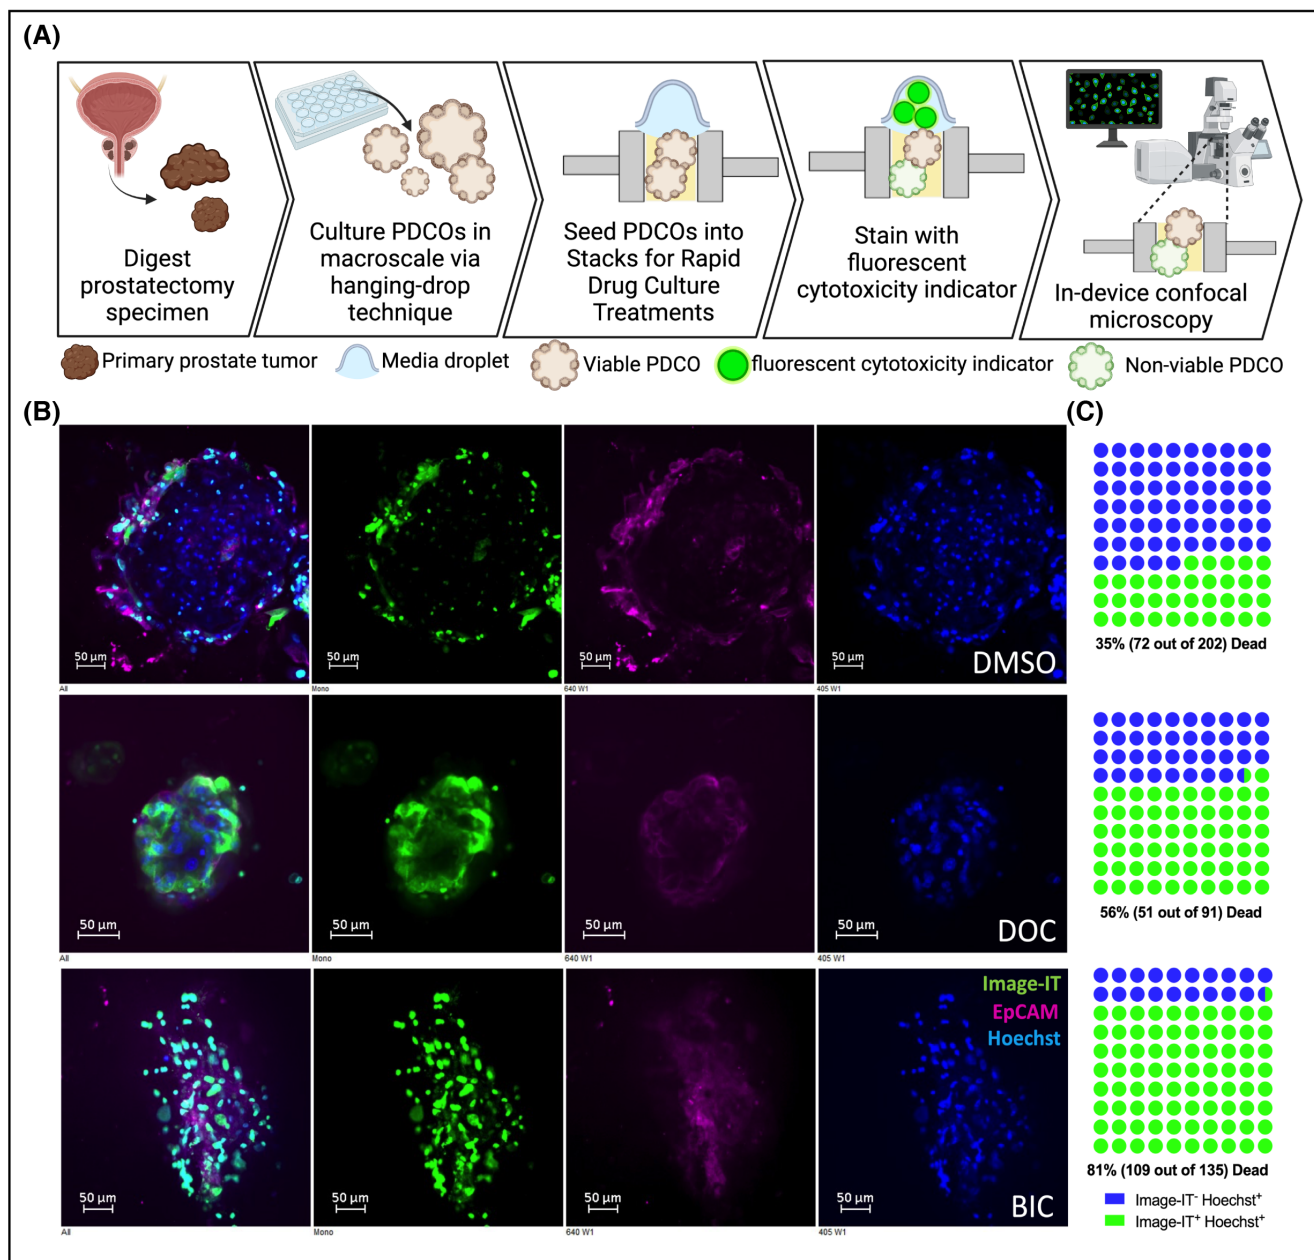 (A)
Digest
prostatectomy
specimen
Culture PDCOs in
macroscale via
hanging-drop
technique
Seed PDCOs into
Stacks for Rapid
Drug Culture
Treatments
Stain with
fluorescent
cytotoxicity indicator
In-device confocal
microscopy
Primary prostate tumor
Media droplet
Viable PDCO
fluorescent cytotoxicity indicator
Non-viable PDCO
(B)
(C)
50 µm
50 µm
50 µm
50 µm
DMSO
All
Mono
640 W1
405 W1
35% (72 out of 202) Dead
50 µm
50 µm
50 µm
50 µm
DOC
All
Mono
640 W1
405 W1
56% (51 out of 91) Dead
Image-IT
EpCAM
Hoechst
50 µm
50 µm
50 µm
50 µm
BIC
All
Mono
640 W1
405 W1
81% (109 out of 135) Dead
Image-IT⁻ Hoechst⁺
Image-IT⁺ Hoechst⁺